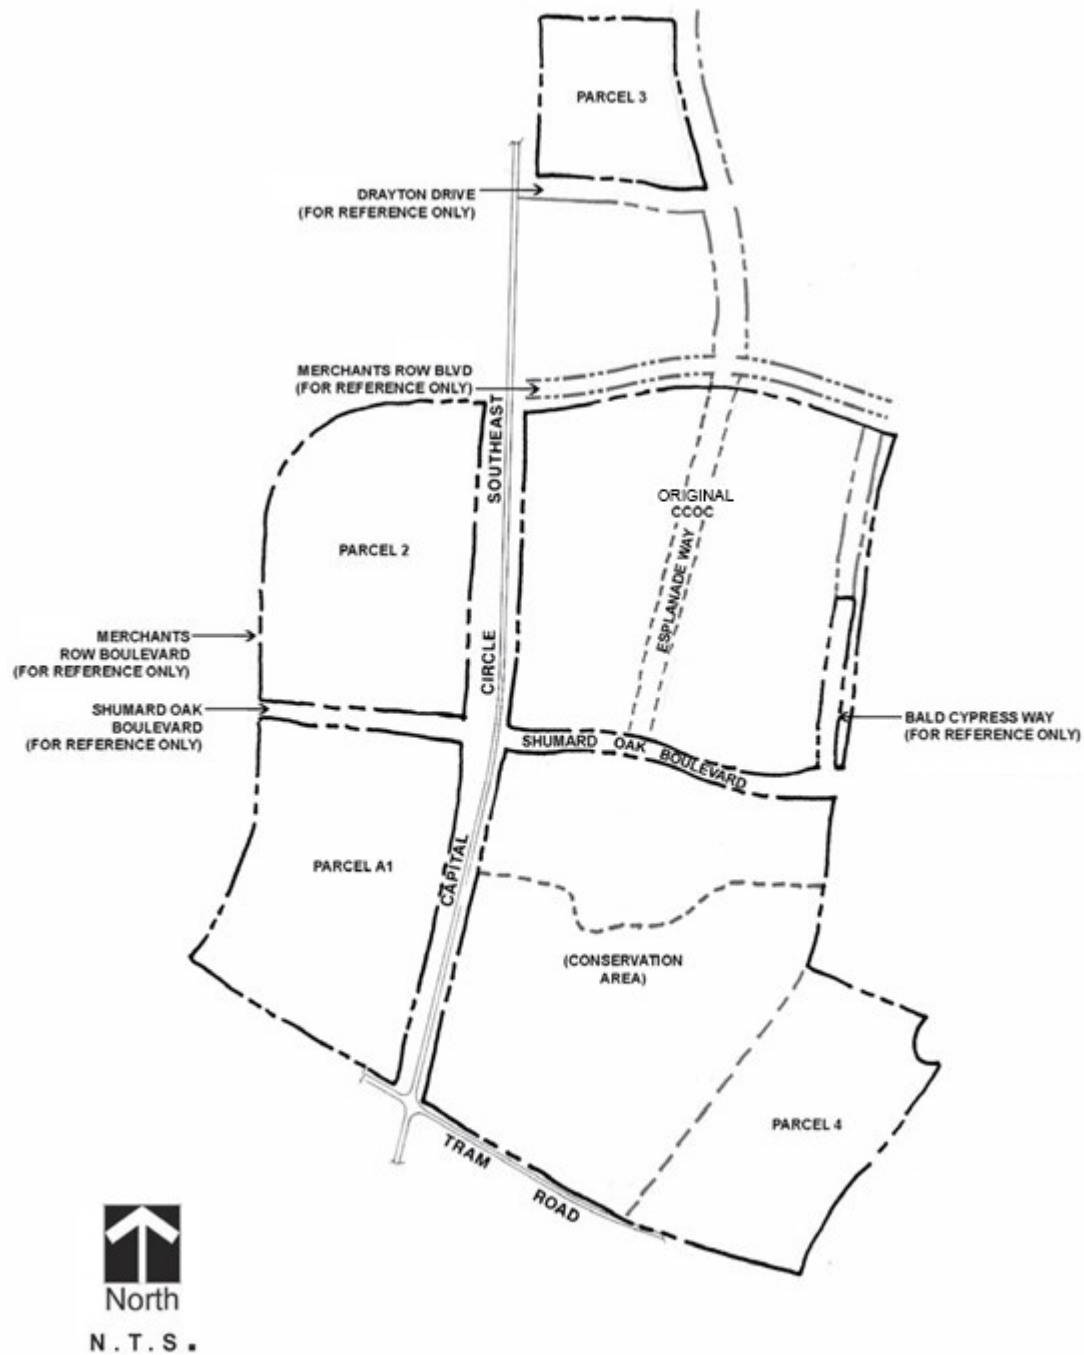 PARCEL 3
DRAYTON DRIVE
(FOR REFERENCE ONLY)
MERCHANTS ROW BLVD
(FOR REFERENCE ONLY)
SOUTHEAST
ORIGINAL
CCOC
PARCEL 2
ESPLANADE WAY
MERCHANTS
ROW BOULEVARD
(FOR REFERENCE ONLY)
CIRCLE
SHUMARD OAK
BOULEVARD
(FOR REFERENCE ONLY)
BALD CYPRESS WAY
(FOR REFERENCE ONLY)
SHUMARD OAK BOULEVARD
PARCEL A1
CAPITAL
(CONSERVATION
AREA)
PARCEL 4
TRAM ROAD
North
N.T.S.